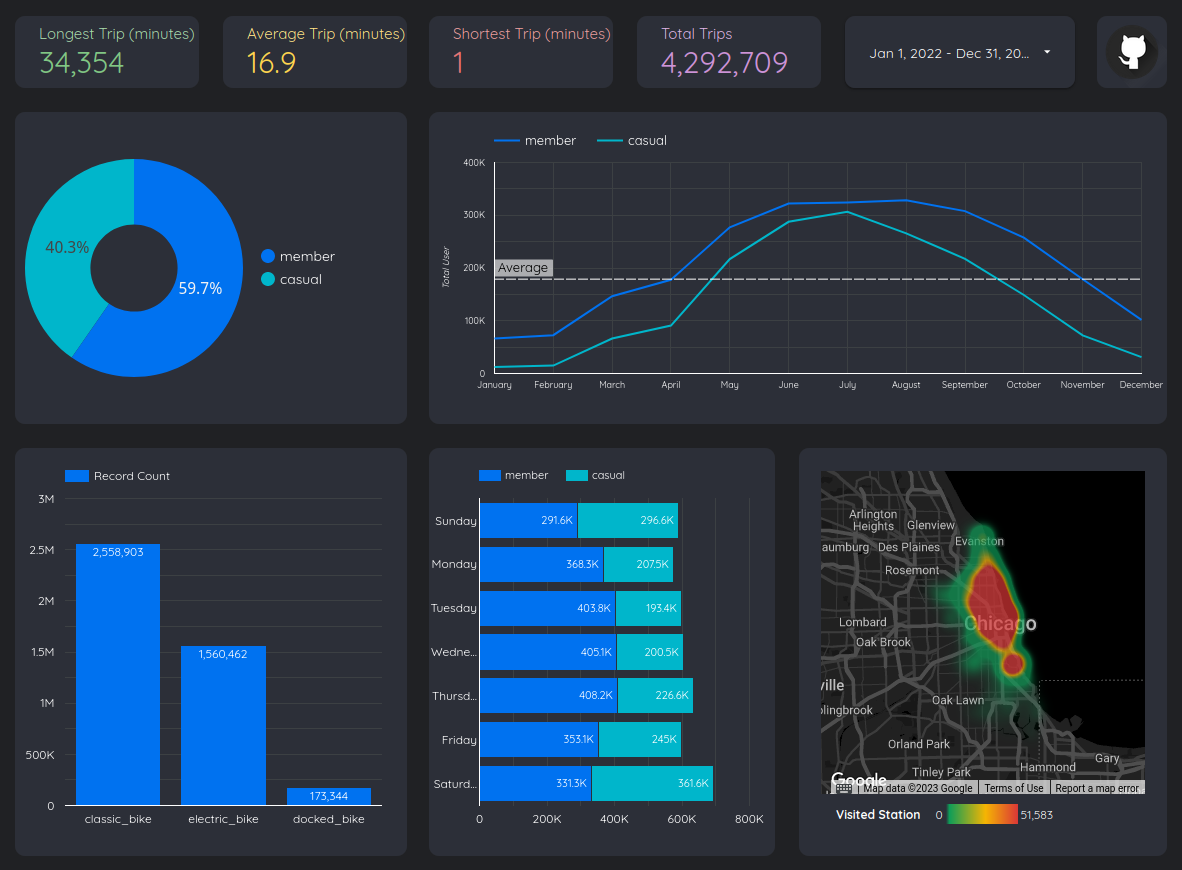 Longest Trip (minutes)
34,354
Average Trip (minutes)
16.9
Shortest Trip (minutes)
1
Total Trips
4,292,709
Jan 1, 2022 - Dec 31, 20...
40.3%
59.7%
member
casual
member
casual
400K
300K
200K
100K
0
Total User
Average
January February March April May June July August September October November December
Record Count
3M
2.5M
2M
1.5M
1M
500K
0
2,558,903
1,560,462
173,344
classic_bike electric_bike docked_bike
member casual
Sunday 291.6K 296.6K
Monday 368.3K 207.5K
Tuesday 403.8K 193.4K
Wedne... 405.1K 200.5K
Thursd... 408.2K 226.6K
Friday 353.1K 245K
Saturd... 331.3K 361.6K
0 200K 400K 600K 800K
Arlington
Heights
Glenview
Evanston
aumburg
Des Plaines
Rosemont
Lombard
Chicago
Oak Brook
ville
Oak Lawn
lingbrook
Orland Park
Tinley Park
Hammond
Gary
Google
Map data ©2023 Google
Terms of Use
Report a map error
Visited Station 0 51,583